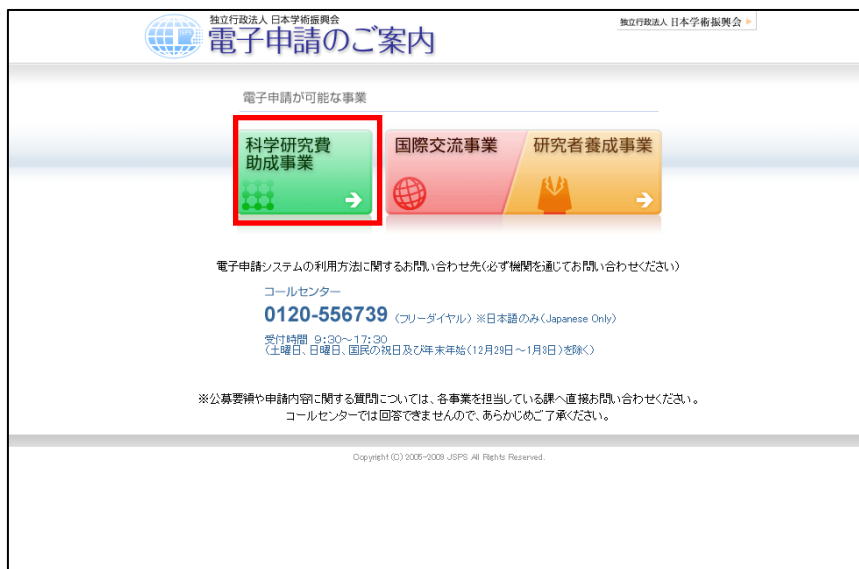 独立行政法人 日本学術振興会
電子申請のご案内
独立行政法人 日本学術振興会
電子申請が可能な事業
科学研究費
助成事業
国際交流事業
研究者養成事業
電子申請システムの利用方法に関するお問い合わせ先(必ず機関を通じてお問い合わせください)
コールセンター
0120-556739 (フリーダイヤル) ※日本語のみ(Japanese Only)
受付時間 9:30～17:30
(土曜日、日曜日、国民の祝日及び年末年始(12月29日～1月3日)を除く)
※公募要領や申請内容に関する質問については、各事業を担当している課へ直接お問い合わせください。
コールセンターでは回答できませんので、あらかじめご了承ください。
Copyright (C) 2005-2009 JSPS All Rights Reserved.